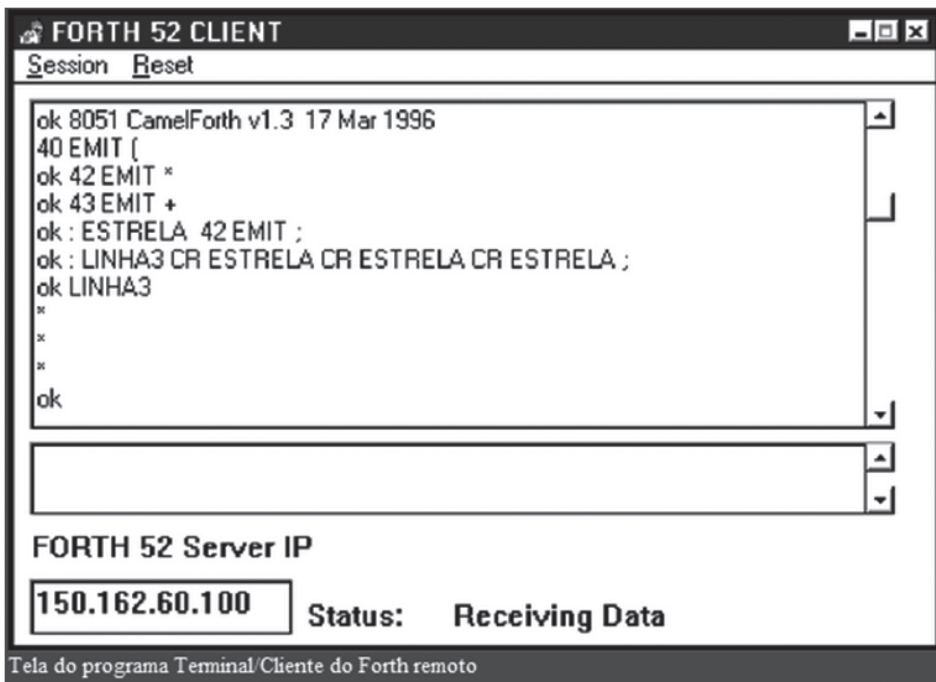 FORTH 52 CLIENT
Session Reset
ok 8051 CamelForth v1.3 17 Mar 1996
40 EMIT (
ok 42 EMIT *
ok 43 EMIT +
ok : ESTRELA 42 EMIT ;
ok : LINHA3 CR ESTRELA CR ESTRELA CR ESTRELA ;
ok LINHA3
*
*
*
ok
FORTH 52 Server IP
150.162.60.100 Status: Receiving Data
Tela do programa Terminal/Cliente do Forth remoto